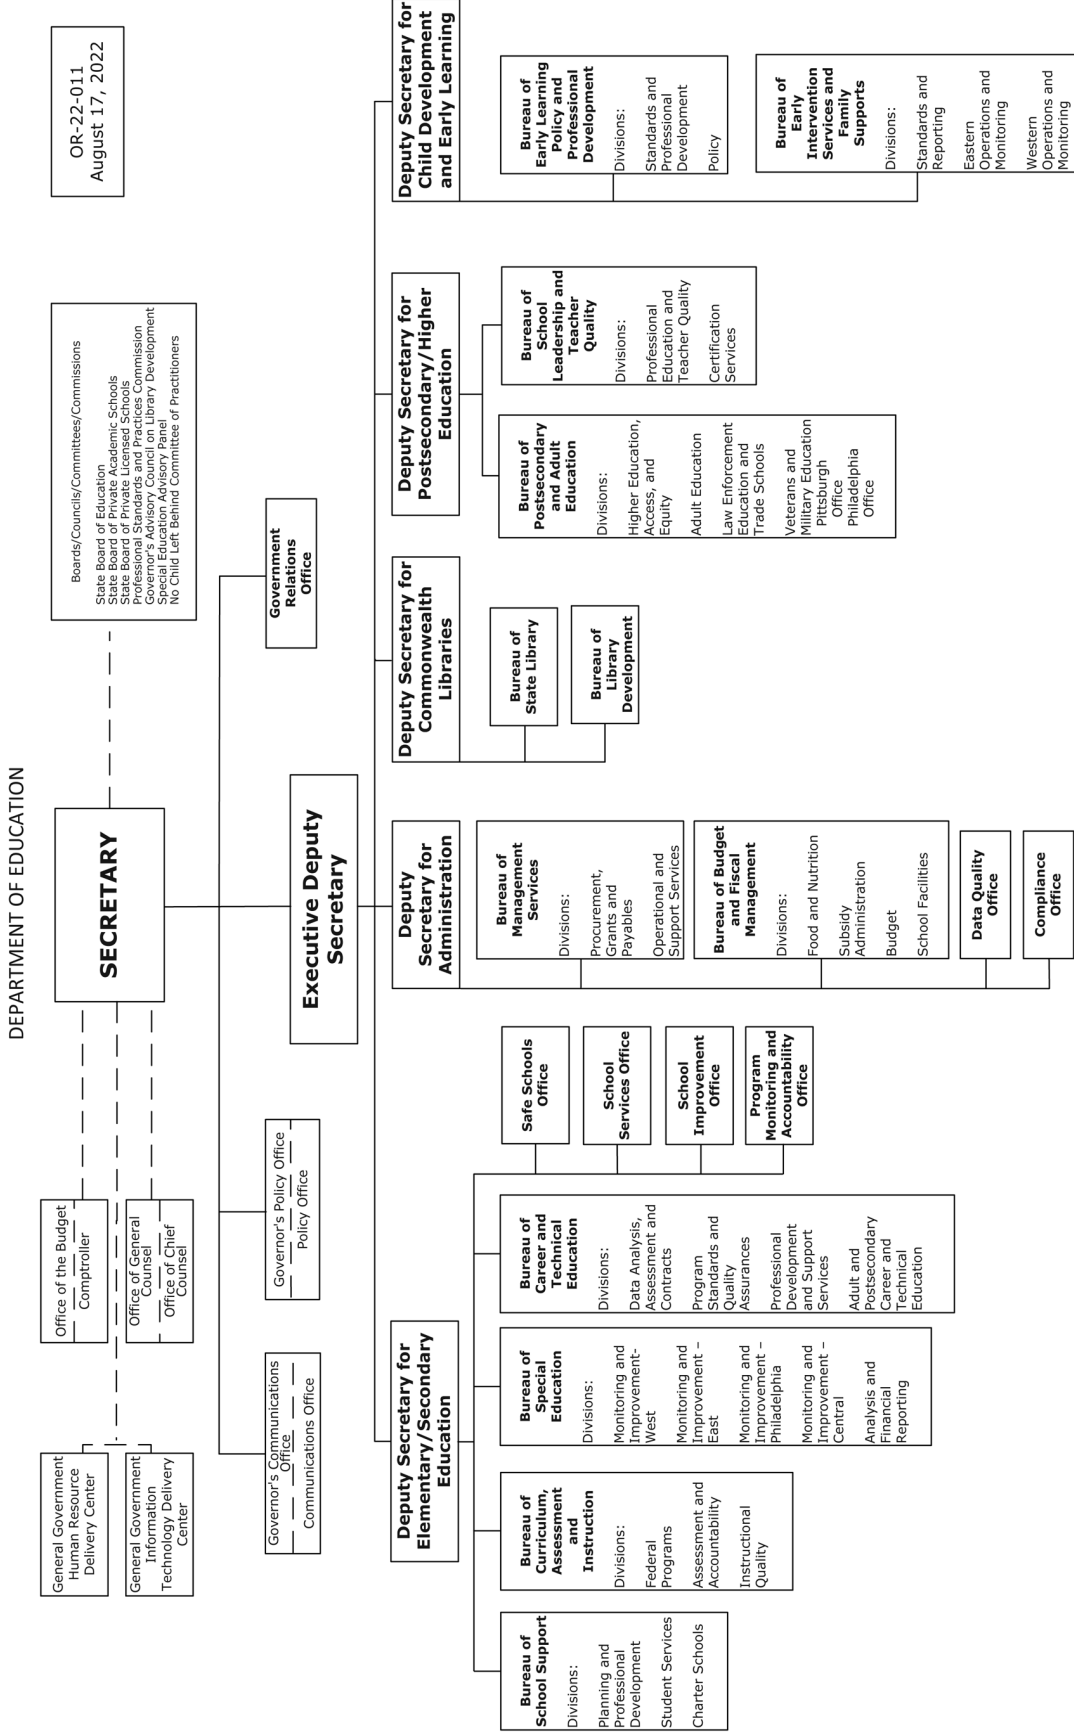 DEPARTMENT OF EDUCATION
OR-22-011
August 17, 2022
SECRETARY
Boards/Councils/Committees/Commissions
State Board of Education
State Board of Private Academic Schools
State Board of Private Licensed Schools
Professional Standards and Practices Commission
Governor's Advisory Council on Library Development
Special Education Advisory Panel
No Child Left Behind Committee of Practitioners
General Government
Human Resource
Delivery Center
General Government
Information
Technology Delivery
Center
Office of the Budget
Comptroller
Office of General
Counsel
Office of Chief
Counsel
Governor's Communications
Office
Communications Office
Governor's Policy Office
Policy Office
Government
Relations
Office
Executive Deputy
Secretary
Deputy Secretary for
Elementary/Secondary
Education
Bureau of
School Support
Divisions:
Planning and
Professional
Development
Student Services
Charter Schools
Bureau of
Curriculum,
Assessment
and
Instruction
Divisions:
Federal
Programs
Assessment and
Accountability
Instructional
Quality
Bureau of
Special
Education
Divisions:
Monitoring and
Improvement-
West
Monitoring and
Improvement –
East
Monitoring and
Improvement –
Philadelphia
Monitoring and
Improvement –
Central
Analysis and
Financial
Reporting
Bureau of
Career and
Technical
Education
Divisions:
Data Analysis,
Assessment and
Contracts
Program
Standards and
Quality
Assurances
Professional
Development
and Support
Services
Adult and
Postsecondary
Career and
Technical
Education
Safe Schools
Office
School
Services Office
School
Improvement
Office
Program
Monitoring and
Accountability
Office
Deputy
Secretary for
Administration
Bureau of
Management
Services
Divisions:
Procurement,
Grants and
Payables
Operational and
Support Services
Bureau of Budget
and Fiscal
Management
Divisions:
Food and Nutrition
Subsidy
Administration
Budget
School Facilities
Data Quality
Office
Compliance
Office
Deputy Secretary for
Commonwealth
Libraries
Bureau of
State Library
Bureau of
Library
Development
Deputy Secretary for
Postsecondary/Higher
Education
Bureau of
Postsecondary
and Adult
Education
Divisions:
Higher Education,
Access, and
Equity
Adult Education
Law Enforcement
Education and
Trade Schools
Veterans and
Military Education
Pittsburgh
Office
Philadelphia
Office
Bureau of
School
Leadership and
Teacher
Quality
Divisions:
Professional
Education and
Teacher Quality
Certification
Services
Deputy Secretary for
Child Development
and Early Learning
Bureau of
Early Learning
Policy and
Professional
Development
Divisions:
Standards and
Professional
Development
Policy
Bureau of
Early
Intervention
Services and
Family
Supports
Divisions:
Standards and
Reporting
Eastern
Operations and
Monitoring
Western
Operations and
Monitoring